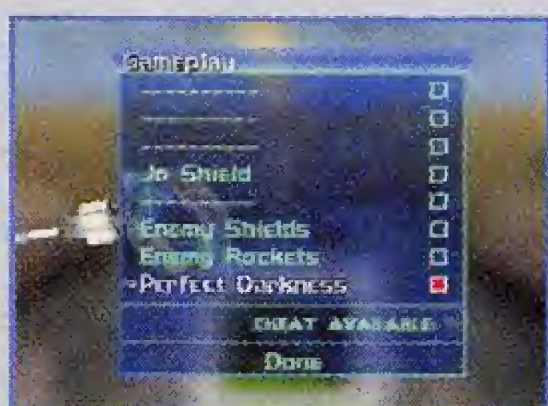 Gameplay
----------
----------
----------
Jo Shield
----------
Enemy Shields
Enemy Rockets
Perfect Darkness
CHEAT AVAILABLE
Done